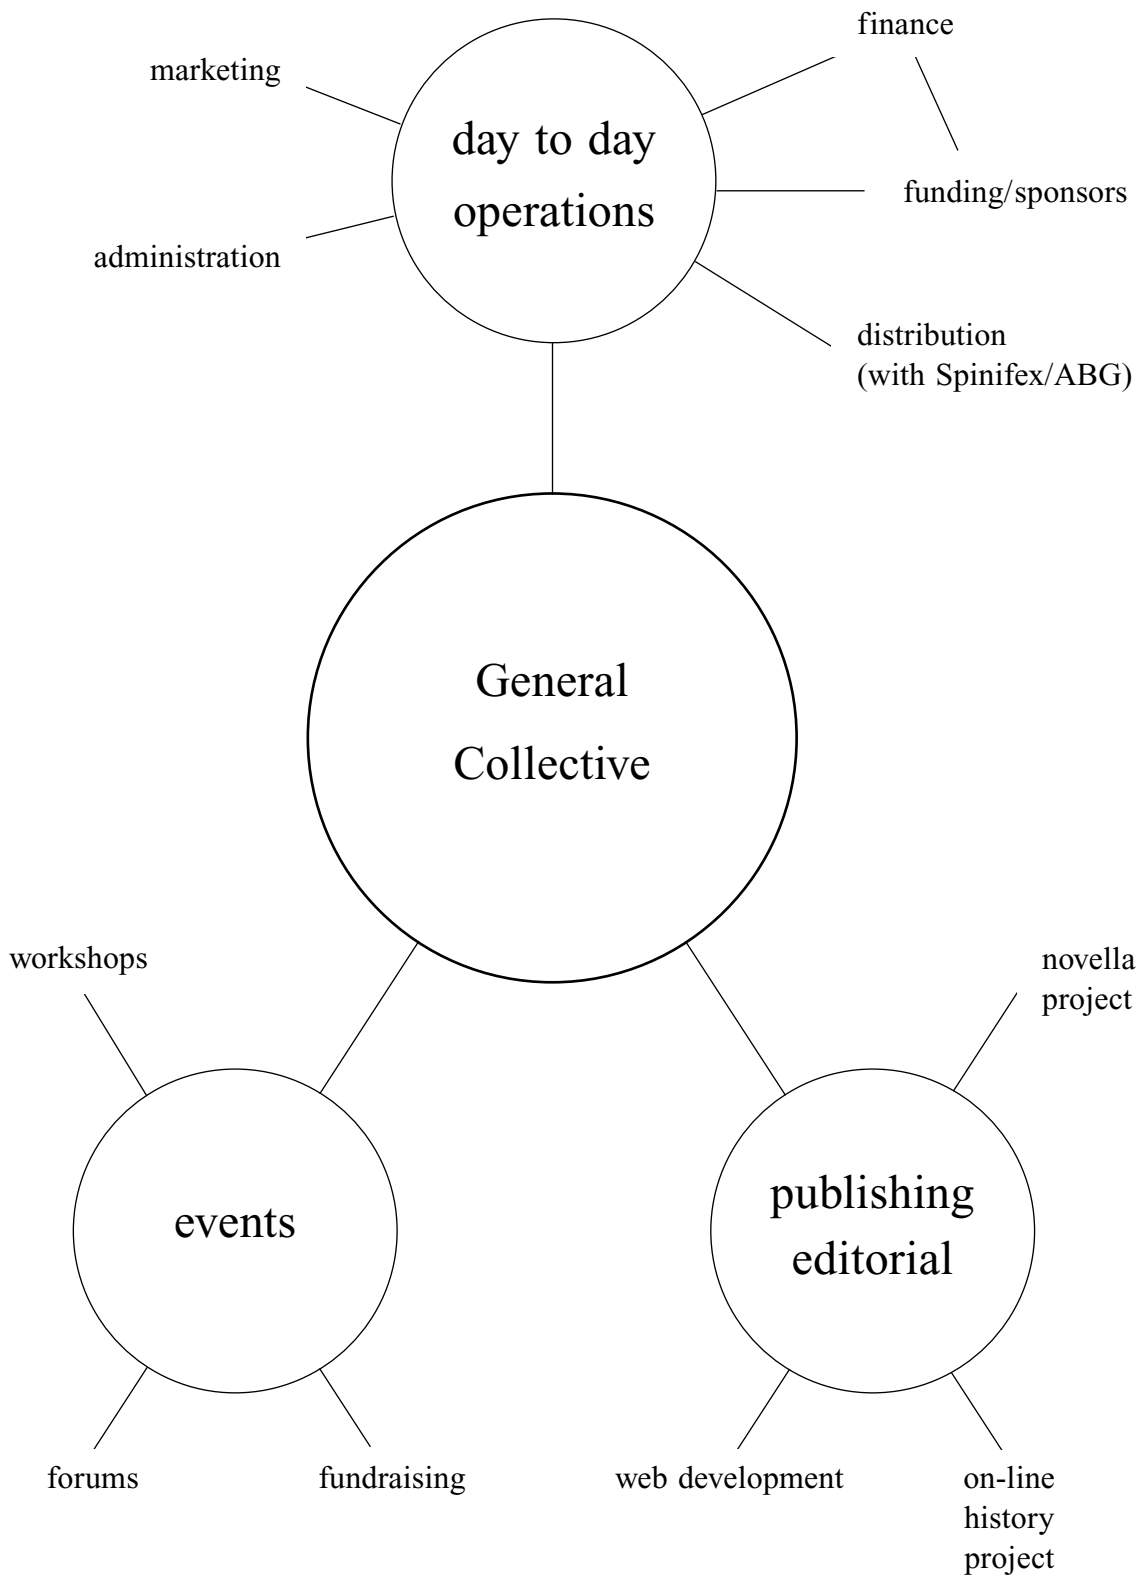 finance
marketing
day to day
operations
funding/sponsors
administration
distribution
(with Spinifex/ABG)
General
Collective
workshops
novella
project
events
publishing
editorial
forums
fundraising
web development
on-line
history
project